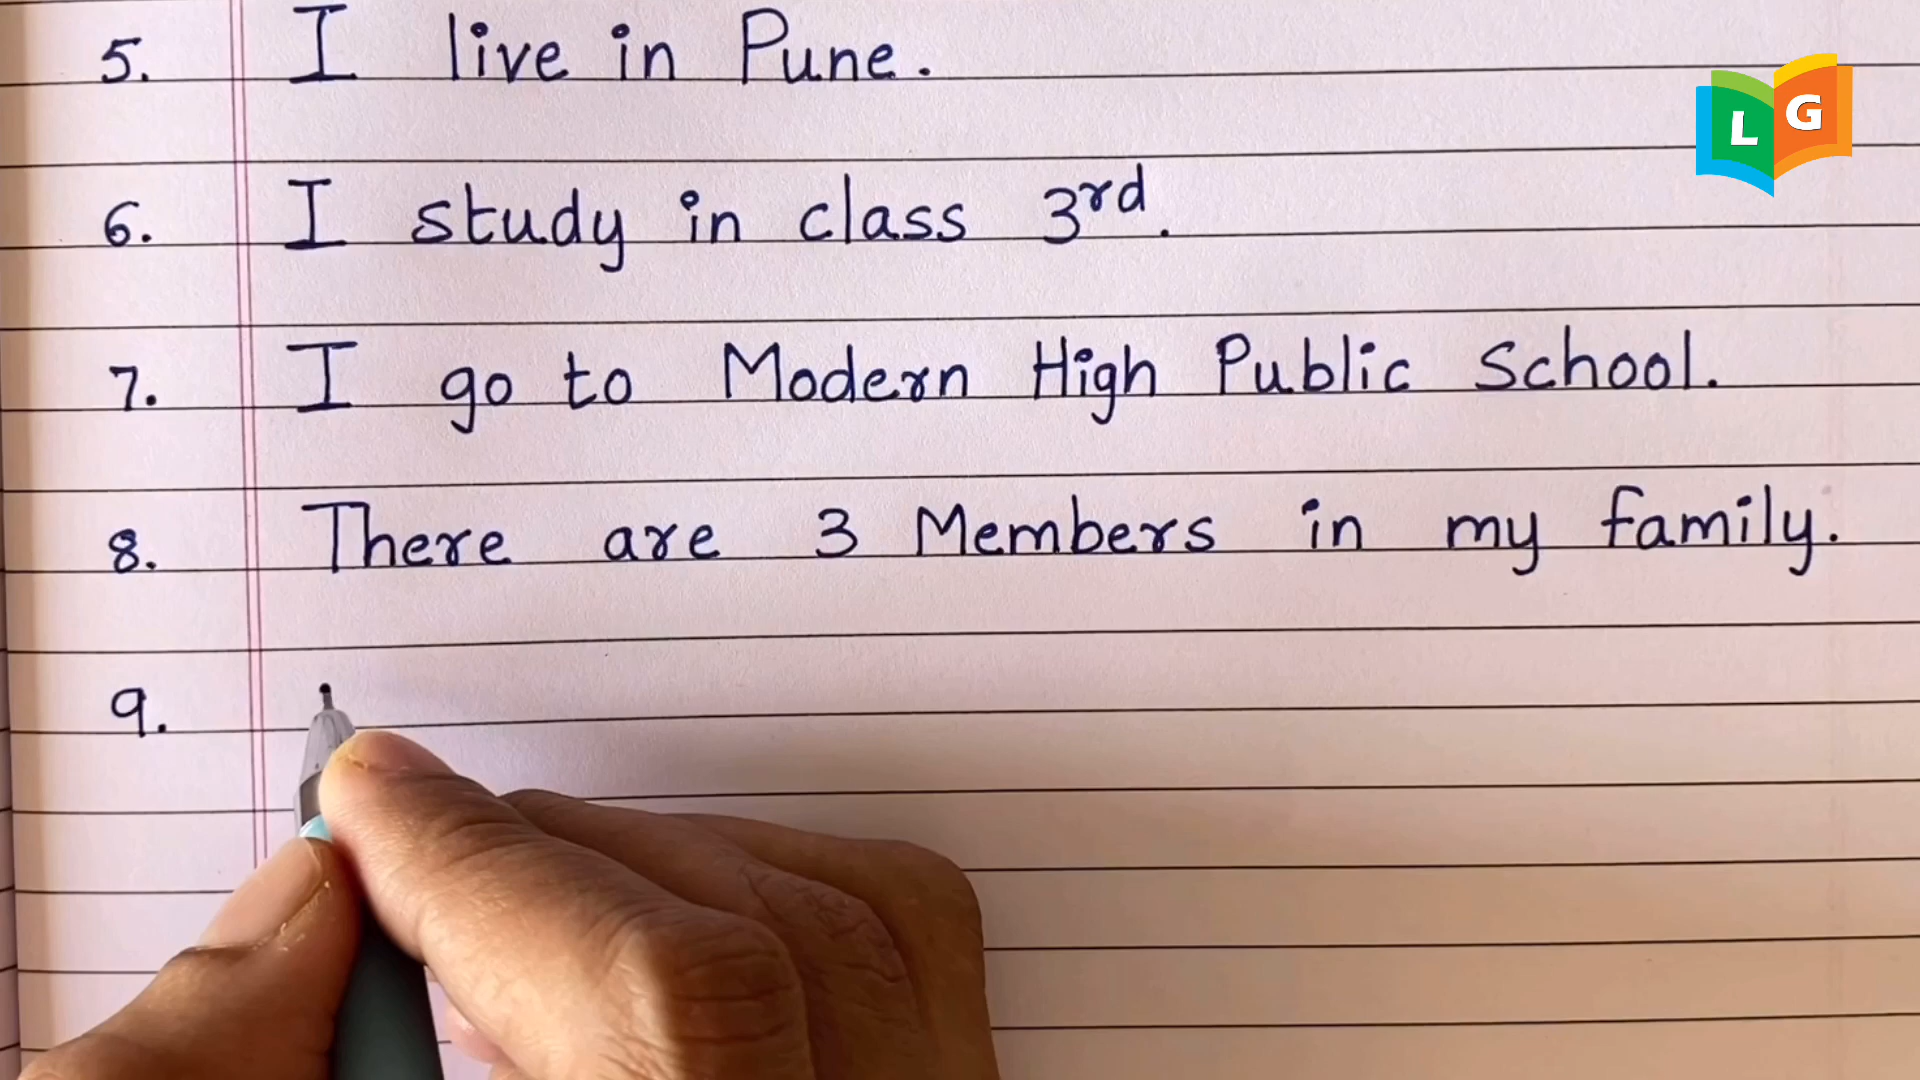 5. I live in Pune.
L G
6. I study in class 3rd.
7. I go to Modern High Public School.
8. There are 3 Members in my family.
9.